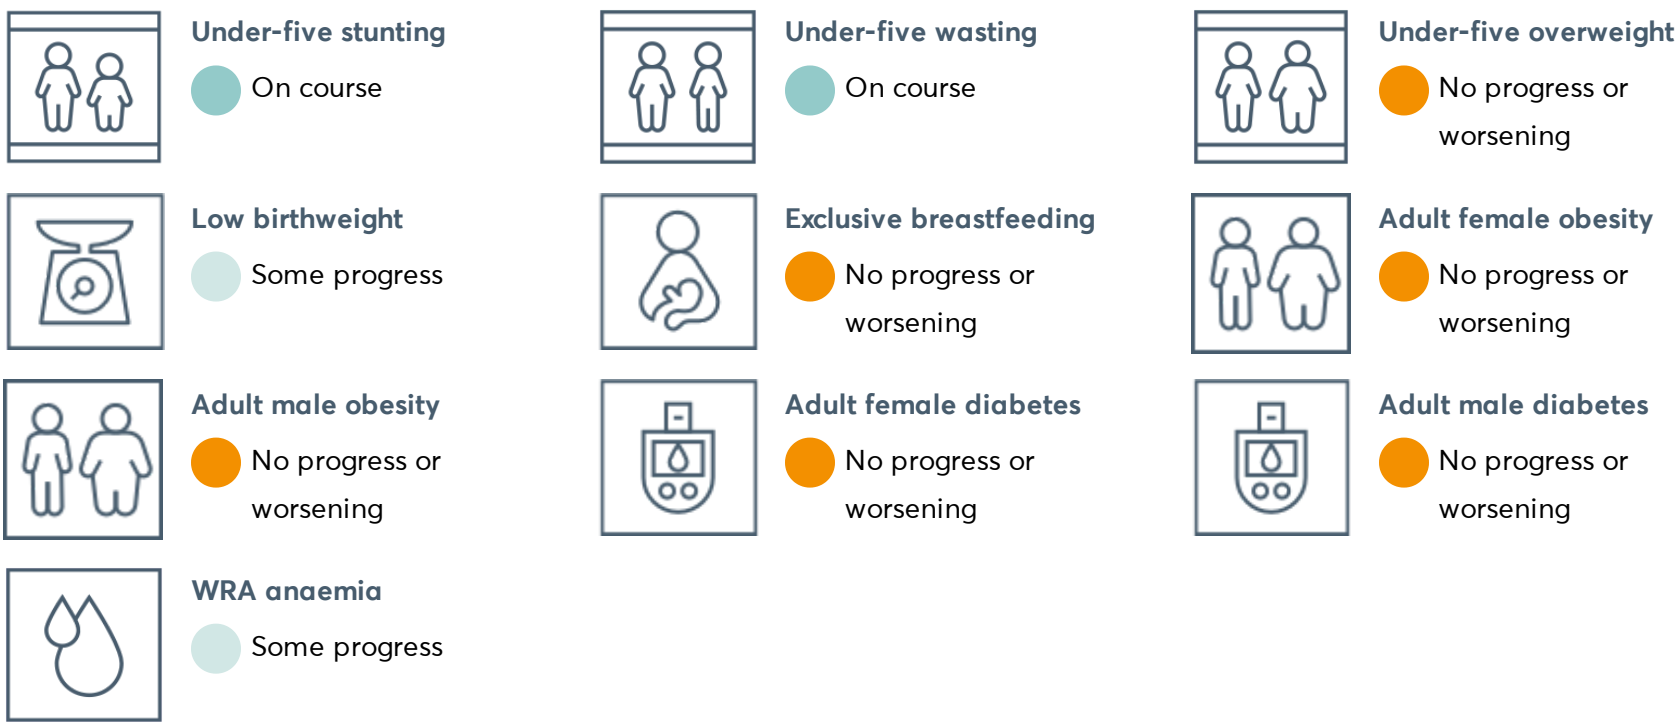 Under-five stunting
On course
Under-five wasting
On course
Under-five overweight
No progress or
worsening
Low birthweight
Some progress
Exclusive breastfeeding
No progress or
worsening
Adult female obesity
No progress or
worsening
Adult male obesity
No progress or
worsening
Adult female diabetes
No progress or
worsening
Adult male diabetes
No progress or
worsening
WRA anaemia
Some progress